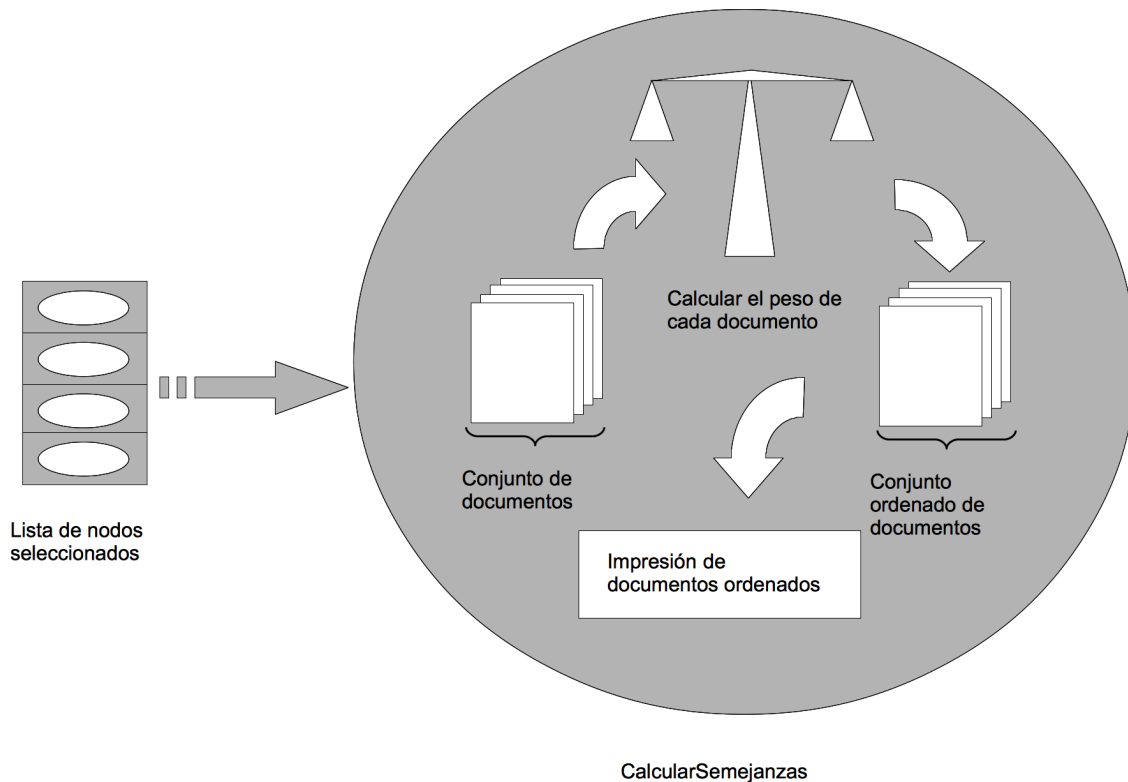 Lista de nodos
seleccionados
Conjunto de
documentos
Calcular el peso de
cada documento
Conjunto
ordenado de
documentos
Impresión de
documentos ordenados
CalcularSemejanzas